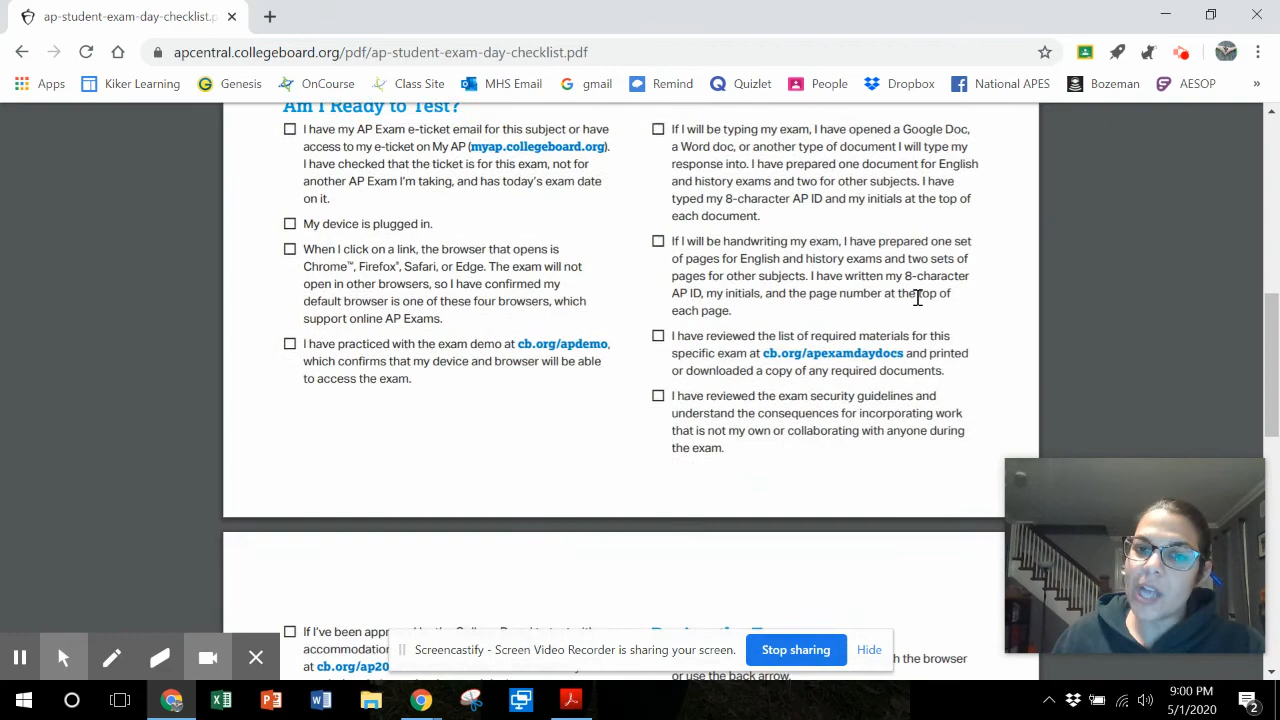 ap-student-exam-day-checklist.p
apcentral.collegeboard.org/pdf/ap-student-exam-day-checklist.pdf
Apps
Kiker Learning
Genesis
OnCourse
Class Site
MHS Email
gmail
Remind
Quizlet
People
Dropbox
National APES
Bozeman
AESOP
»
Am I Ready to Test?
I have my AP Exam e-ticket email for this subject or have
access to my e-ticket on My AP (myap.collegeboard.org).
I have checked that the ticket is for this exam, not for
another AP Exam I'm taking, and has today's exam date
on it.
My device is plugged in.
When I click on a link, the browser that opens is
Chrome™, Firefox®, Safari, or Edge. The exam will not
open in other browsers, so I have confirmed my
default browser is one of these four browsers, which
support online AP Exams.
I have practiced with the exam demo at cb.org/apdemo,
which confirms that my device and browser will be able
to access the exam.
If I will be typing my exam, I have opened a Google Doc,
a Word doc, or another type of document I will type my
response into. I have prepared one document for English
and history exams and two for other subjects. I have
typed my 8-character AP ID and my initials at the top of
each document.
If I will be handwriting my exam, I have prepared one set
of pages for English and history exams and two sets of
pages for other subjects. I have written my 8-character
AP ID, my initials, and the page number at the top of
each page.
I have reviewed the list of required materials for this
specific exam at cb.org/apexamdaydocs and printed
or downloaded a copy of any required documents.
I have reviewed the exam security guidelines and
understand the consequences for incorporating work
that is not my own or collaborating with anyone during
the exam.
If I've been appr
accommodation
at cb.org/ap20
h the browser
or use the back arrow.
Screencastify - Screen Video Recorder is sharing your screen.
Stop sharing
Hide
9:00 PM
5/1/2020
2